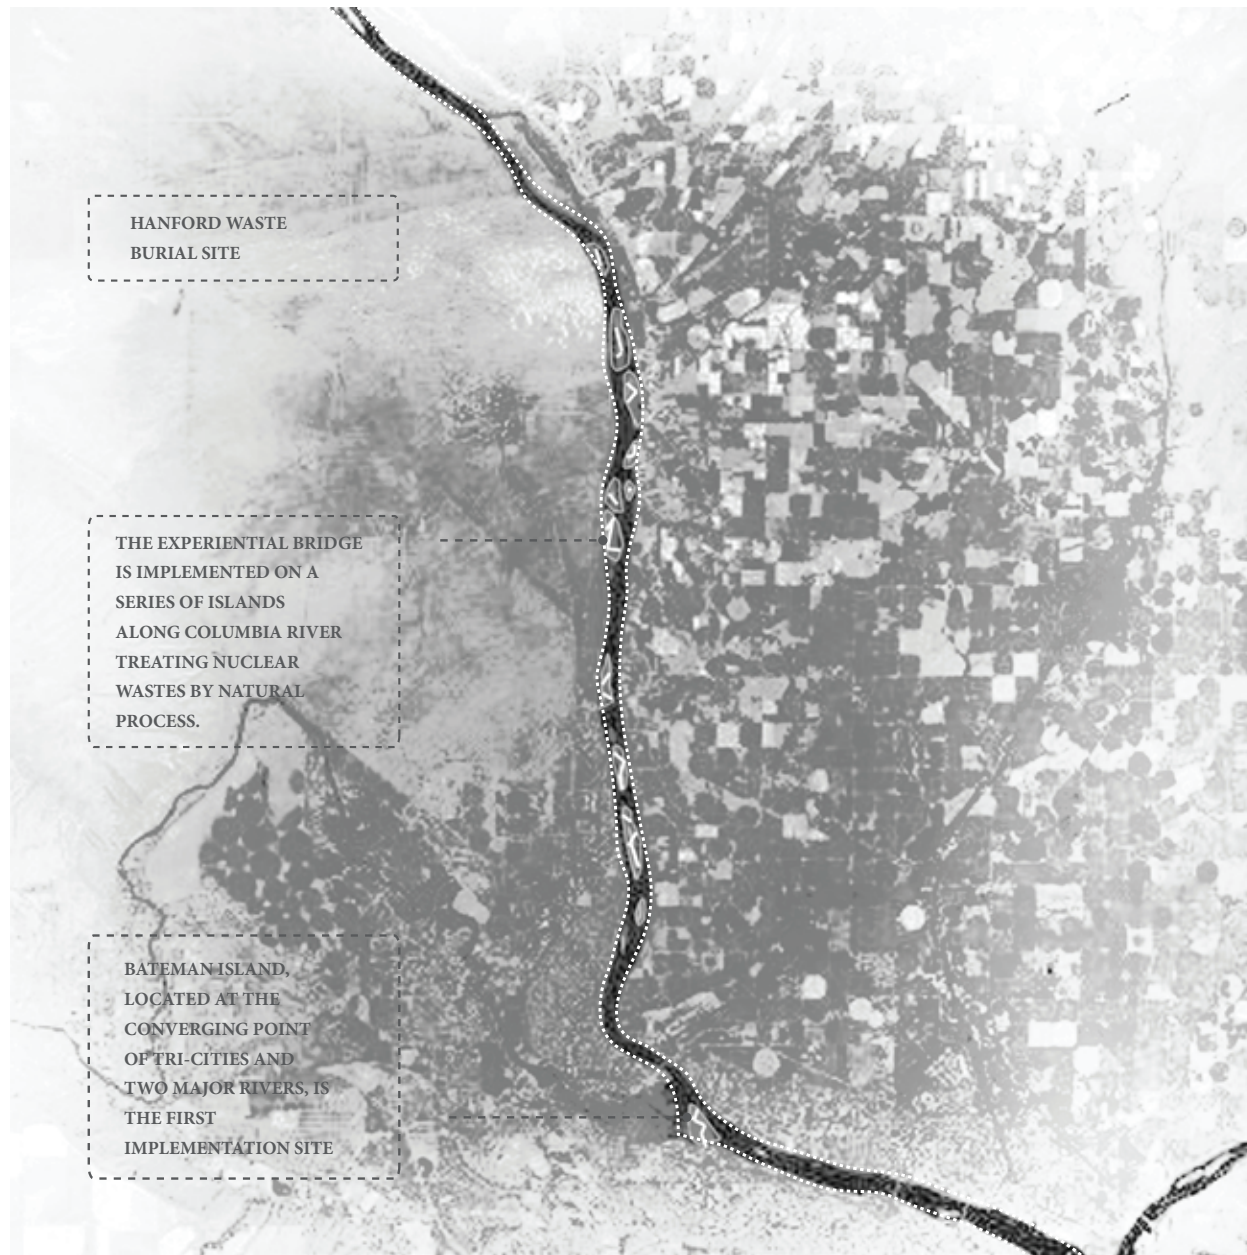 HANFORD WASTE
BURIAL SITE
THE EXPERIENTIAL BRIDGE
IS IMPLEMENTED ON A
SERIES OF ISLANDS
ALONG COLUMBIA RIVER
TREATING NUCLEAR
WASTES BY NATURAL
PROCESS.
BATEMAN ISLAND,
LOCATED AT THE
CONVERGING POINT
OF TRI-CITIES AND
TWO MAJOR RIVERS, IS
THE FIRST
IMPLEMENTATION SITE